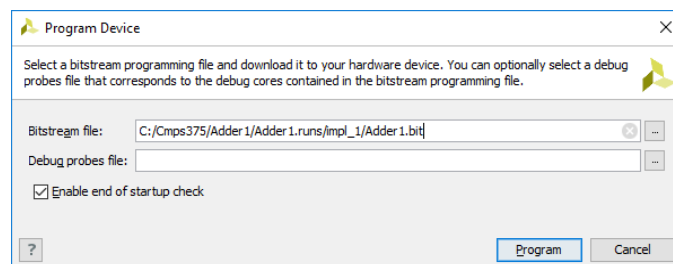 Program Device
Select a bitstream programming file and download it to your hardware device. You can optionally select a debug
probes file that corresponds to the debug cores contained in the bitstream programming file.
Bitstream file: C:/Cmps375/Adder1/Adder1.runs/impl_1/Adder1.bit ...
Debug probes file: ...
Enable end of startup check
? Program Cancel